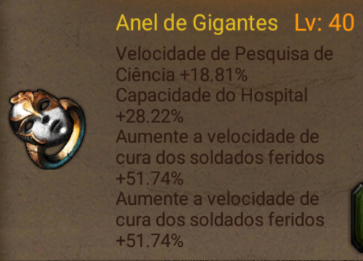 Anel de Gigantes Lv: 40
Velocidade de Pesquisa de
Ciência +18.81%
Capacidade do Hospital
+28.22%
Aumente a velocidade de
cura dos soldados feridos
+51.74%
Aumente a velocidade de
cura dos soldados feridos
+51.74%